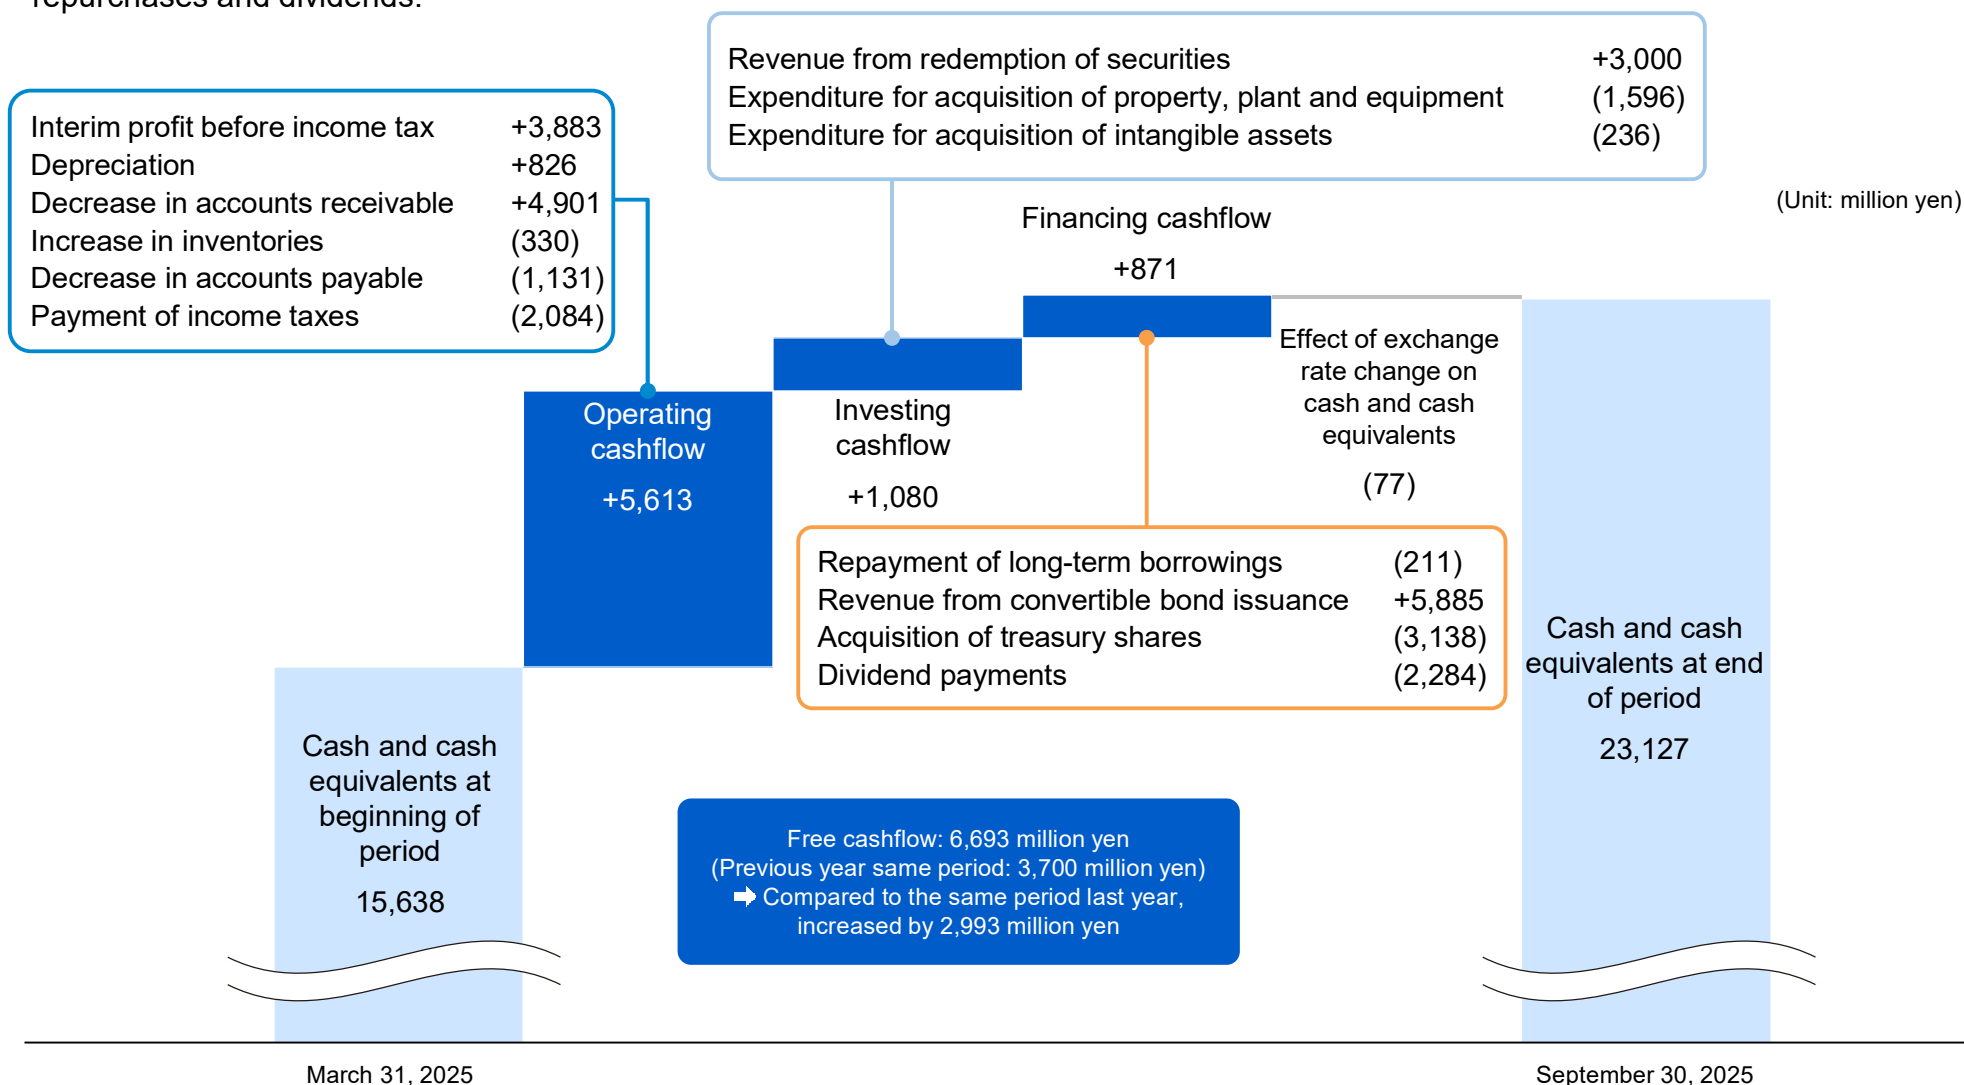 repurchases and dividends.
Revenue from redemption of securities +3,000
Expenditure for acquisition of property, plant and equipment (1,596)
Expenditure for acquisition of intangible assets (236)
Interim profit before income tax +3,883
Depreciation +826
Decrease in accounts receivable +4,901
Increase in inventories (330)
Decrease in accounts payable (1,131)
Payment of income taxes (2,084)
(Unit: million yen)
Financing cashflow
+871
Operating
cashflow
+5,613
Investing
cashflow
+1,080
Effect of exchange
rate change on
cash and cash
equivalents
(77)
Repayment of long-term borrowings (211)
Revenue from convertible bond issuance +5,885
Acquisition of treasury shares (3,138)
Dividend payments (2,284)
Cash and cash
equivalents at end
of period
23,127
Cash and cash
equivalents at
beginning of
period
15,638
Free cashflow: 6,693 million yen
(Previous year same period: 3,700 million yen)
➡ Compared to the same period last year,
increased by 2,993 million yen
March 31, 2025
September 30, 2025